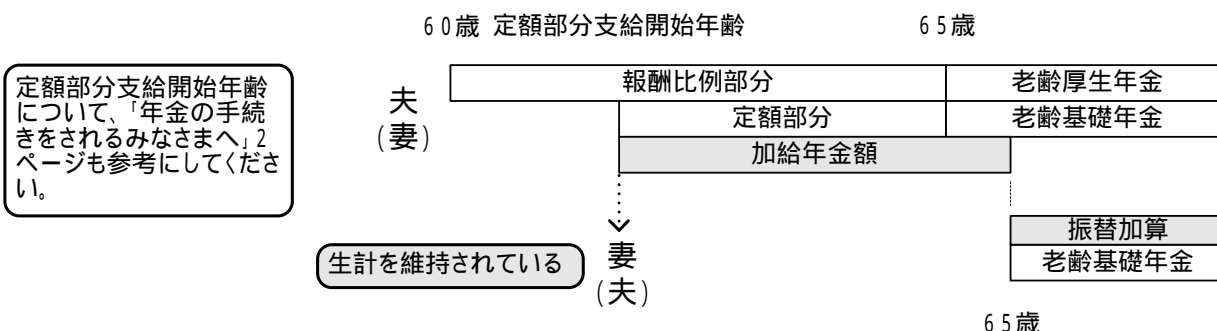 60歳 定額部分支給開始年齢 65歳
定額部分支給開始年齢
について、「年金の手続
きをされるみなさまへ」2
ページも参考にしてくださ
い。
夫
(妻)
報酬比例部分 老齢厚生年金
定額部分 老齢基礎年金
加給年金額
生計を維持されている
妻
(夫)
振替加算
老齢基礎年金
65歳